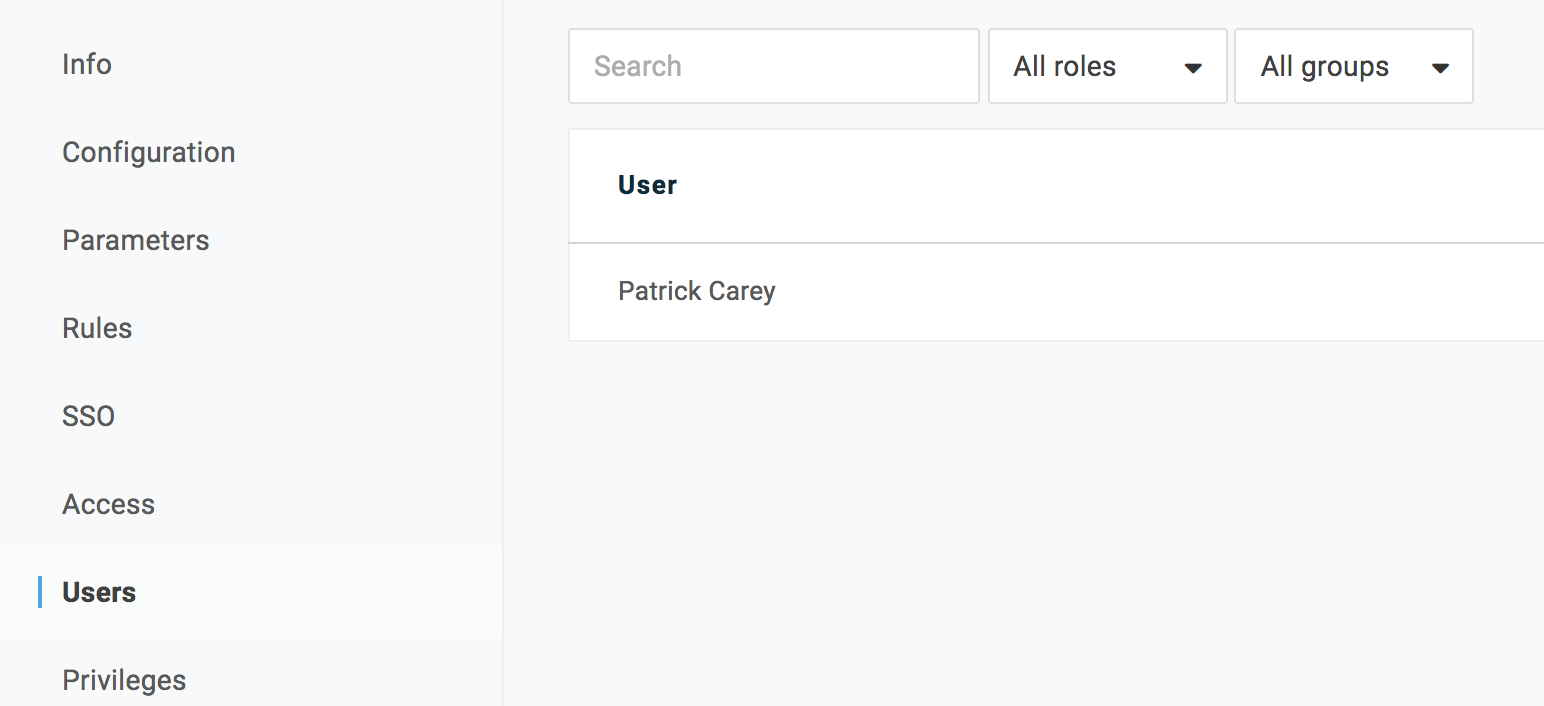 Info
Configuration
Parameters
Rules
SSO
Access
Users
Privileges
Search
All roles
All groups
User
Patrick Carey